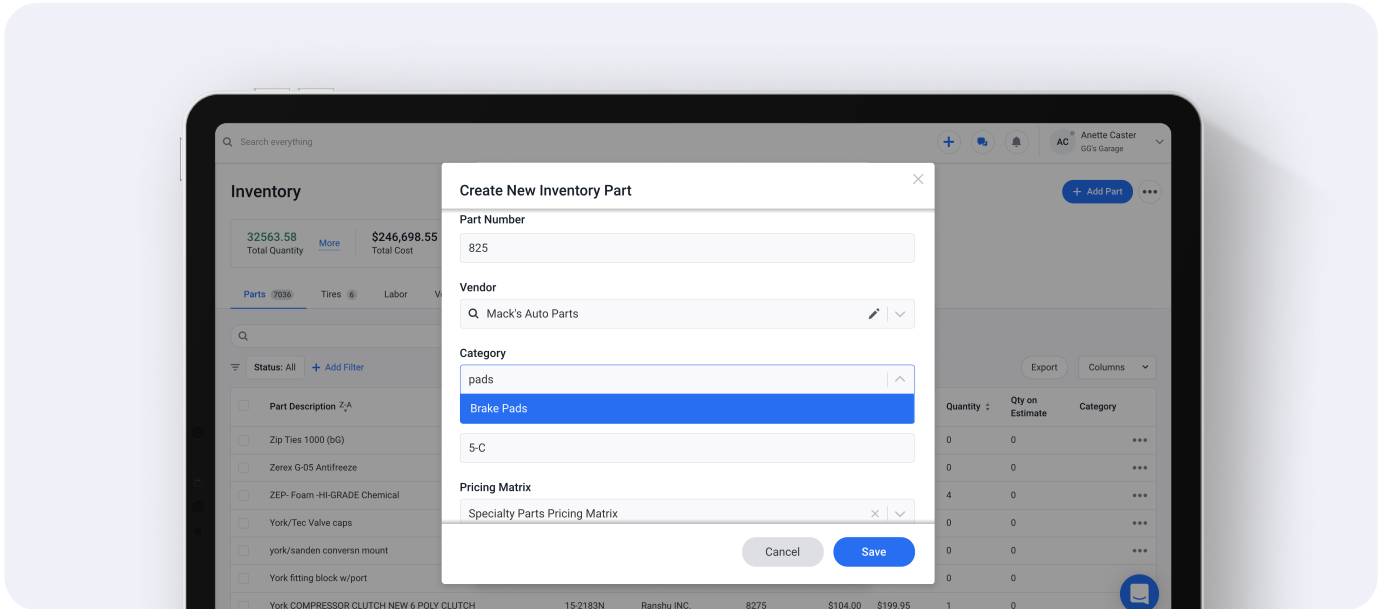 Search everything
AC
Anette Caster
GG's Garage
Inventory
+ Add Part
32563.58
Total Quantity
More
$246,698.55
Total Cost
Parts 7036
Tires 6
Labor
V
Status: All
+ Add Filter
Export
Columns
Part Description Z-A
Quantity
Qty on
Estimate
Category
Zip Ties 1000 (bG)
0
0
Zerex G-05 Antifreeze
0
0
ZEP- Foam -HI-GRADE Chemical
4
0
York/Tec Valve caps
0
0
york/sanden conversn mount
0
0
York fitting block w/port
0
0
York COMPRESSOR CLUTCH NEW 6 POLY CLUTCH
15-2183N
Ranshu INC.
8275
$104.00
$199.95
1
0
Create New Inventory Part
Part Number
825
Vendor
Mack's Auto Parts
Category
pads
Brake Pads
5-C
Pricing Matrix
Specialty Parts Pricing Matrix
Cancel
Save